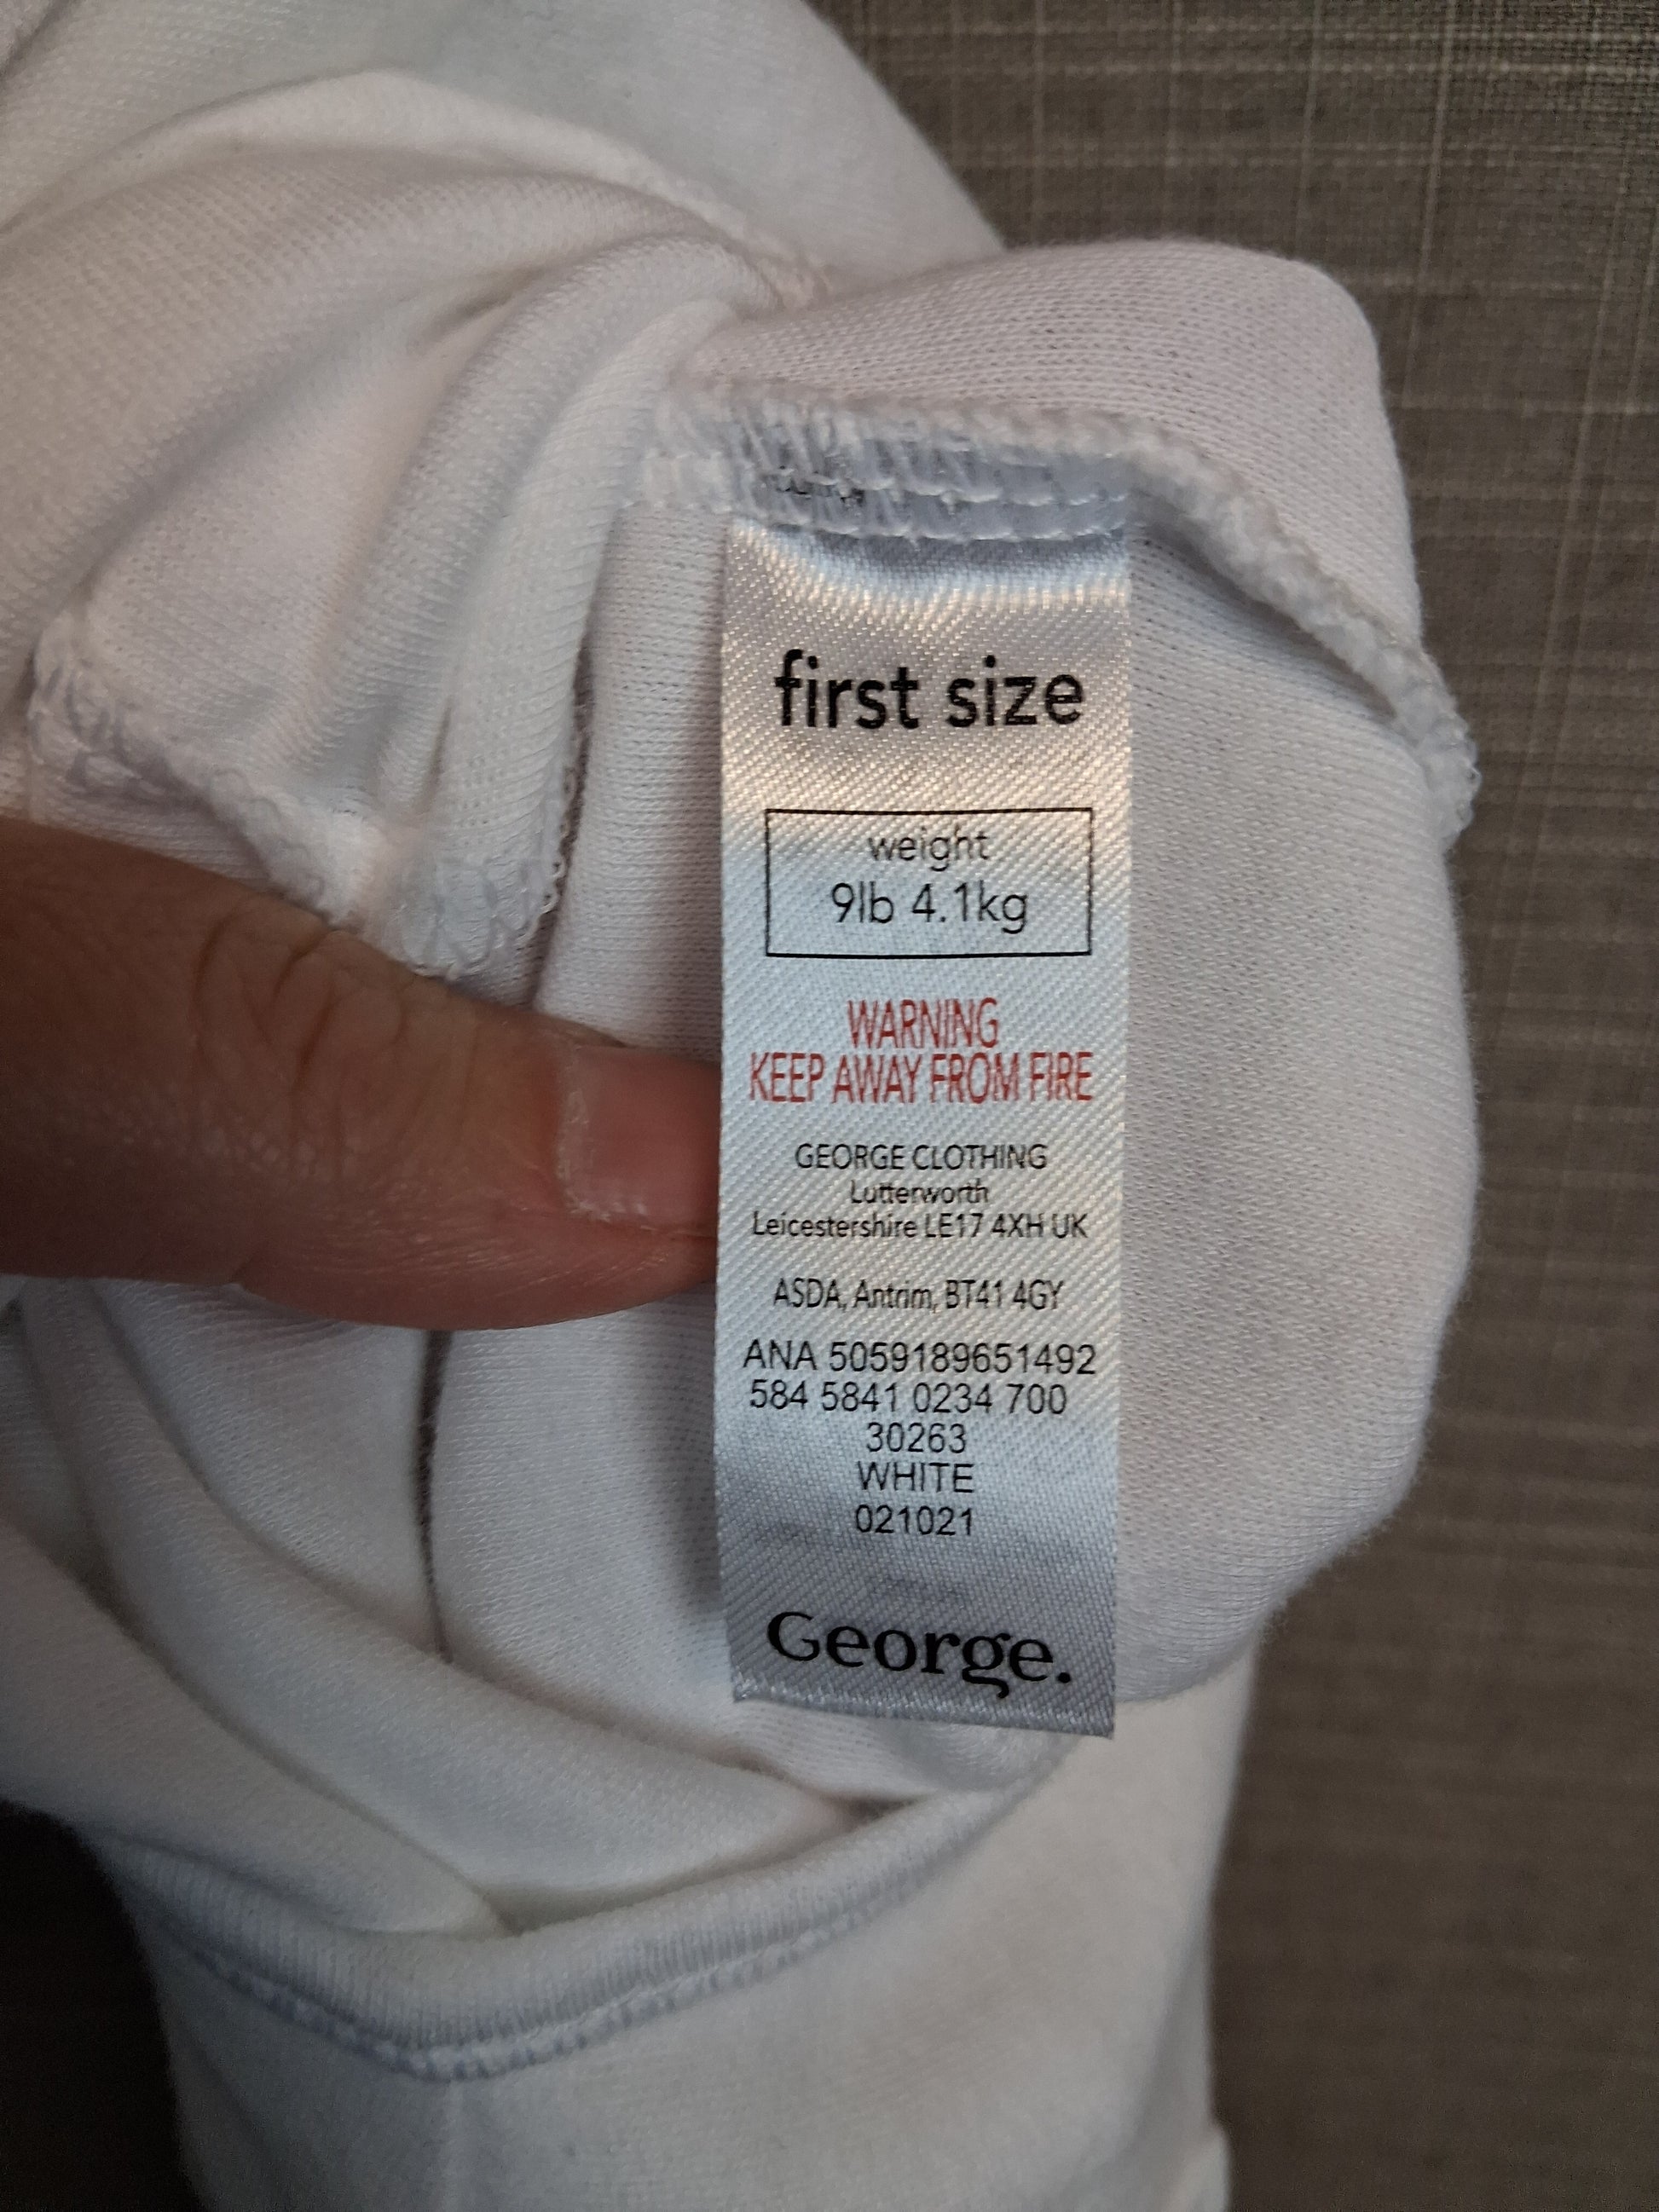 first size
weight
9lb 4.1kg
WARNING
KEEP AWAY FROM FIRE
GEORGE CLOTHING
Lutterworth
Leicestershire LE17 4XH UK
ASDA, Antrim, BT41 4GY
ANA 5059189651492
584 5841 0234 700
30263
WHITE
021021
George.